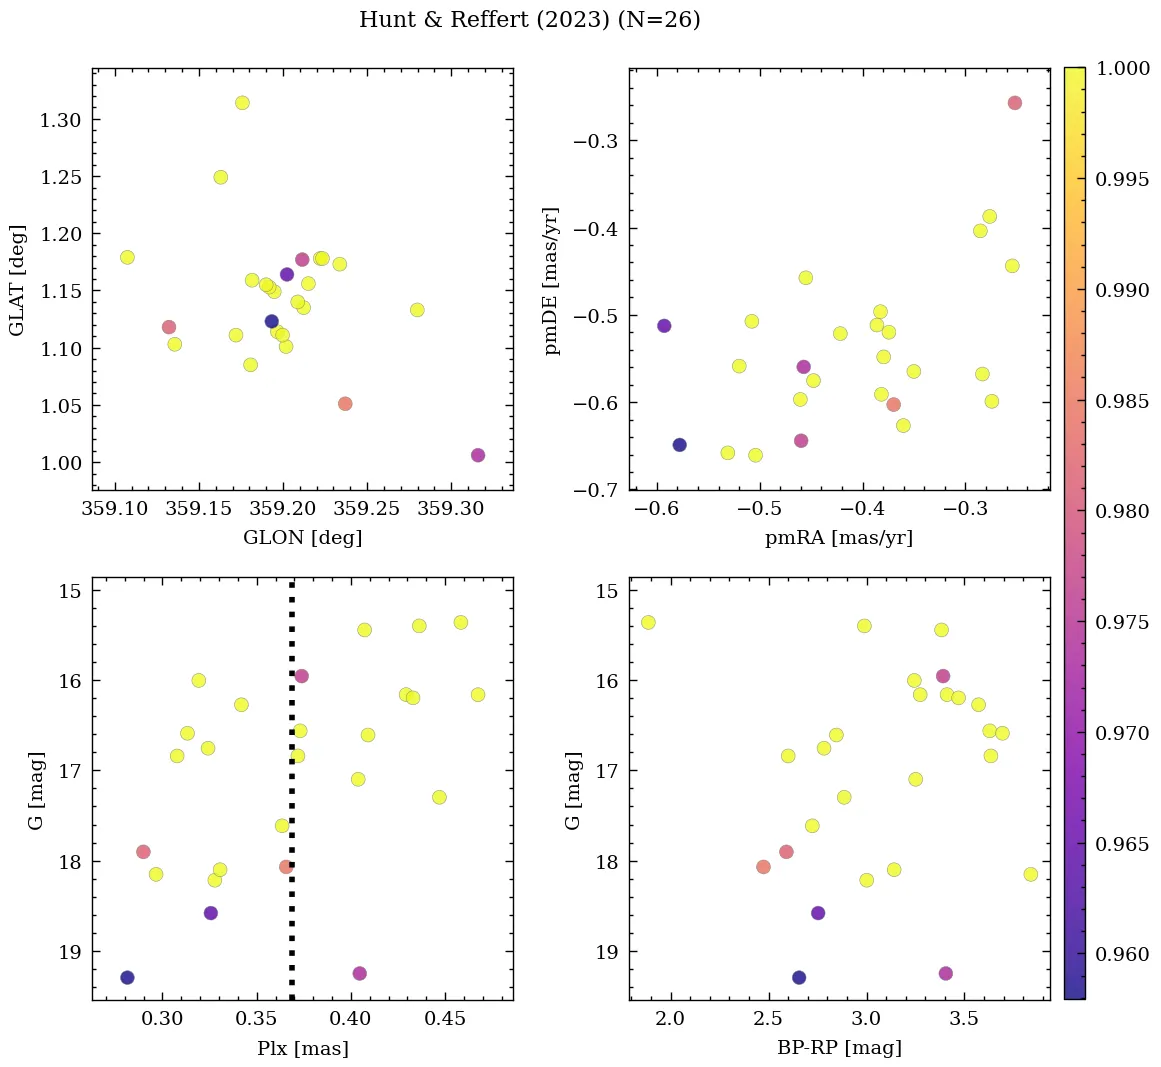 Hunt & Reffert (2023) (N=26)
GLAT [deg]
1.30
1.25
1.20
1.15
1.10
1.05
1.00
359.10 359.15 359.20 359.25 359.30
GLON [deg]
pmDE [mas/yr]
−0.3
−0.4
−0.5
−0.6
−0.7
−0.6 −0.5 −0.4 −0.3
pmRA [mas/yr]
G [mag]
15
16
17
18
19
0.30 0.35 0.40 0.45
Plx [mas]
G [mag]
15
16
17
18
19
2.0 2.5 3.0 3.5
BP-RP [mag]
1.000
0.995
0.990
0.985
0.980
0.975
0.970
0.965
0.960